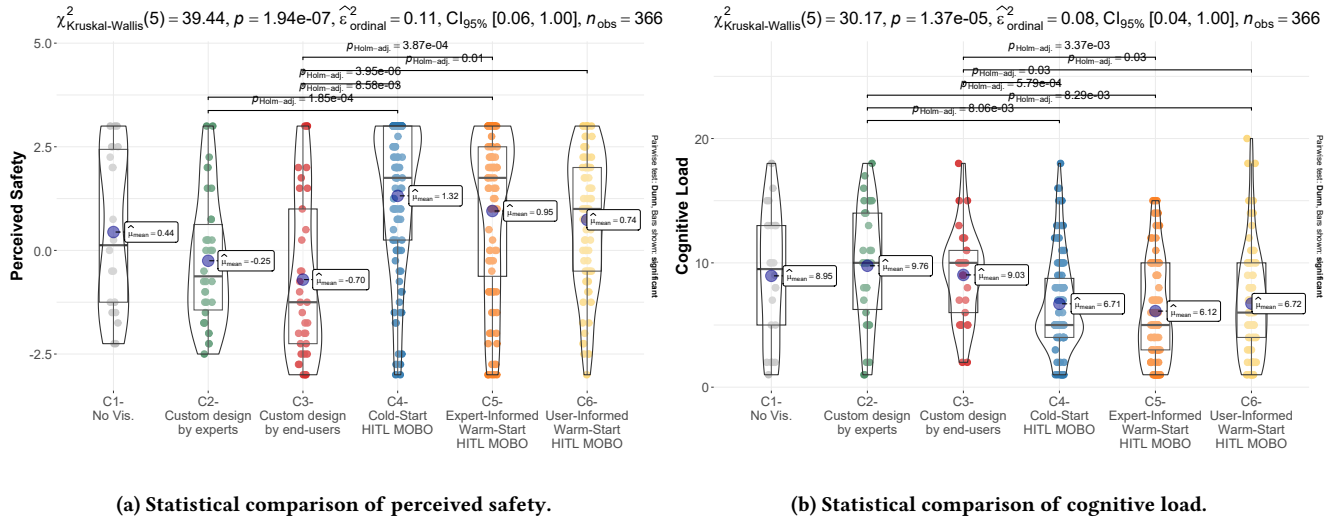 χ²Kruskal-Wallis(5) = 39.44, p = 1.94e-07, ε̂²ordinal = 0.11, CI95% [0.06, 1.00], nobs = 366
5.0
2.5
0.0
-2.5
Perceived Safety
pHolm-adj. = 3.87e-04
pHolm-adj. = 0.01
pHolm-adj. = 3.95e-06
pHolm-adj. = 8.58e-03
pHolm-adj. = 1.85e-04
μ̂mean = 0.44
μ̂mean = -0.25
μ̂mean = -0.70
μ̂mean = 1.32
μ̂mean = 0.95
μ̂mean = 0.74
Pairwise test: Dunn, Bars shown: significant
C1-
No Vis.
C2-
Custom design
by experts
C3-
Custom design
by end-users
C4-
Cold-Start
HITL MOBO
C5-
Expert-Informed
Warm-Start
HITL MOBO
C6-
User-Informed
Warm-Start
HITL MOBO
(a) Statistical comparison of perceived safety.
χ²Kruskal-Wallis(5) = 30.17, p = 1.37e-05, ε̂²ordinal = 0.08, CI95% [0.04, 1.00], nobs = 366
20
10
0
Cognitive Load
pHolm-adj. = 3.37e-03
pHolm-adj. = 0.03
pHolm-adj. = 0.03
pHolm-adj. = 5.79e-04
pHolm-adj. = 8.29e-03
pHolm-adj. = 8.06e-03
μ̂mean = 8.95
μ̂mean = 9.76
μ̂mean = 9.03
μ̂mean = 6.71
μ̂mean = 6.12
μ̂mean = 6.72
Pairwise test: Dunn, Bars shown: significant
C1-
No Vis.
C2-
Custom design
by experts
C3-
Custom design
by end-users
C4-
Cold-Start
HITL MOBO
C5-
Expert-Informed
Warm-Start
HITL MOBO
C6-
User-Informed
Warm-Start
HITL MOBO
(b) Statistical comparison of cognitive load.